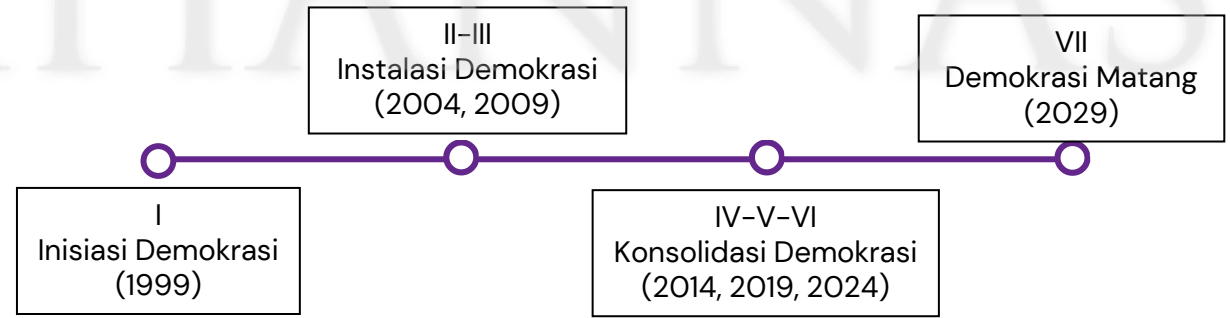 I
Inisiasi Demokrasi
(1999)
II-III
Instalasi Demokrasi
(2004, 2009)
IV-V-VI
Konsolidasi Demokrasi
(2014, 2019, 2024)
VII
Demokrasi Matang
(2029)